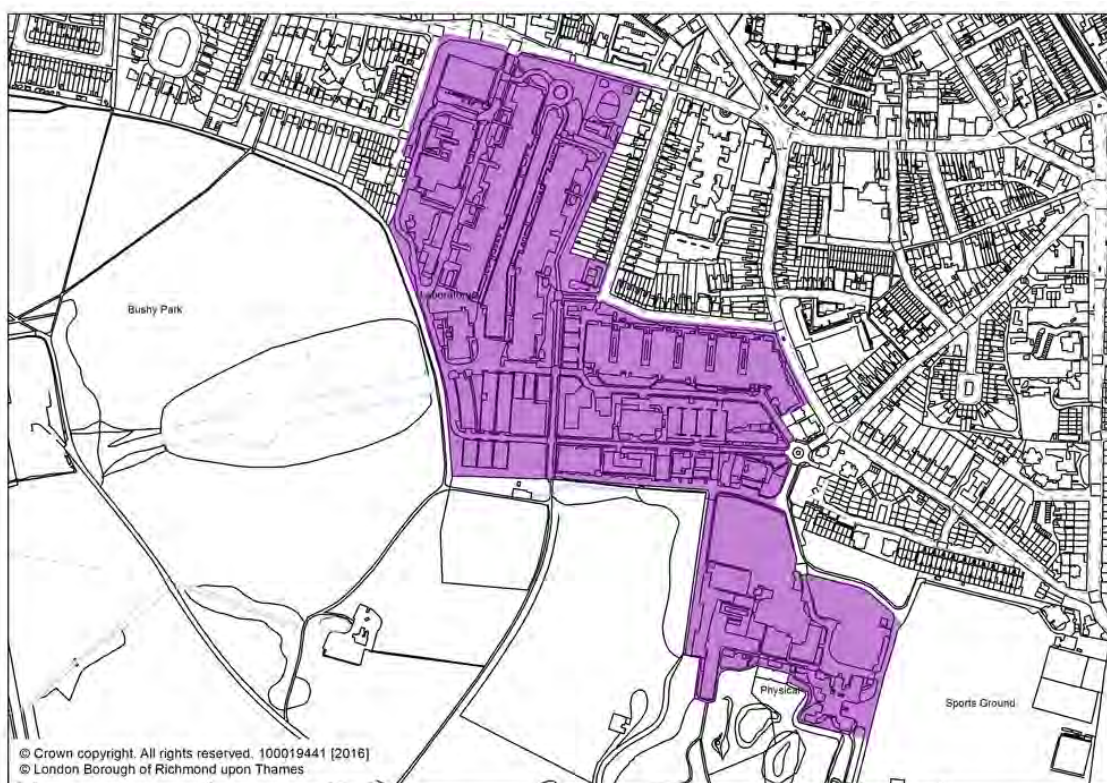 Laboratory
Bushy Park
Physical
Sports Ground
© Crown copyright. All rights reserved. 100019441 [2016]
© London Borough of Richmond upon Thames